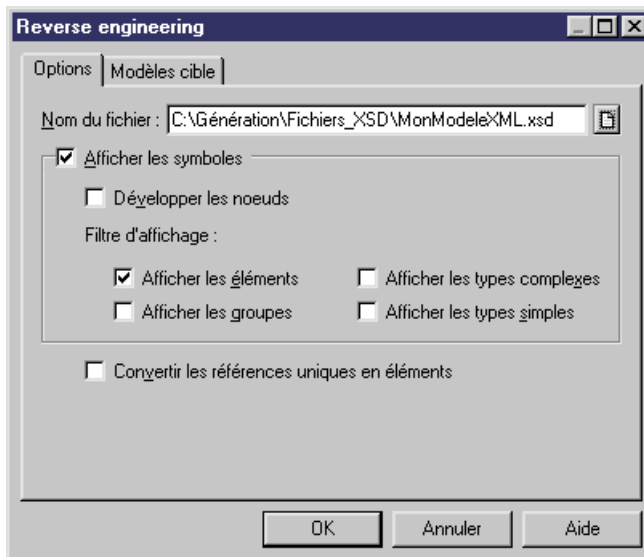 Reverse engineering
Options Modèles cible
Nom du fichier : C:\Génération\Fichiers_XSD\MonModeleXML.xsd
Afficher les symboles
Développer les noeuds
Filtre d'affichage :
Afficher les éléments Afficher les types complexes
Afficher les groupes Afficher les types simples
Convertir les références uniques en éléments
OK Annuler Aide